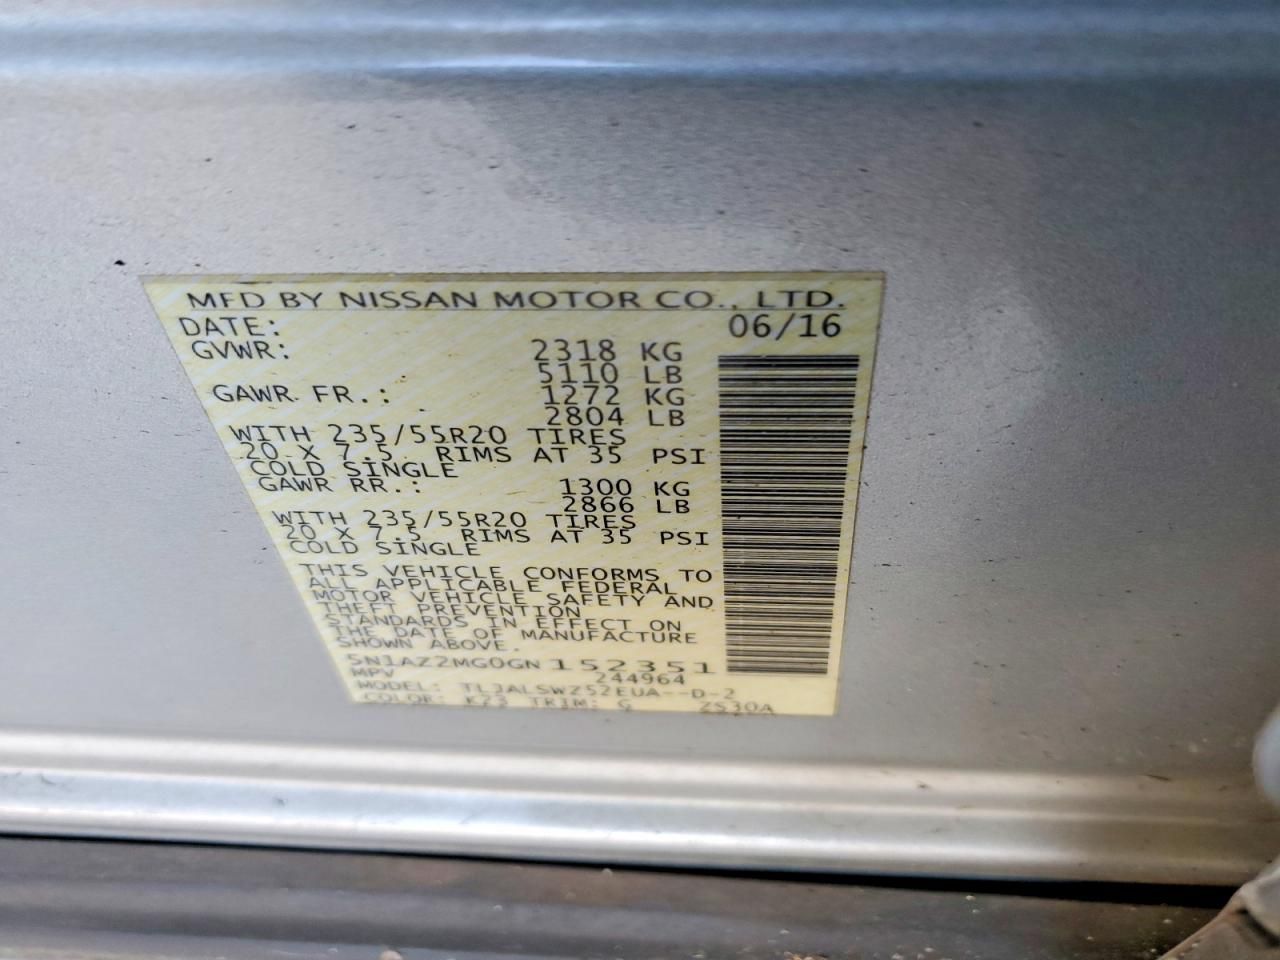 MFD BY NISSAN MOTOR CO., LTD.
DATE: 06/16
GVWR: 2318 KG
5110 LB
GAWR FR.: 1272 KG
2804 LB
WITH 235/55R20 TIRES
20 X 7.5 RIMS AT 35 PSI
COLD SINGLE
GAWR RR.: 1300 KG
2866 LB
WITH 235/55R20 TIRES
20 X 7.5 RIMS AT 35 PSI
COLD SINGLE
THIS VEHICLE CONFORMS TO
ALL APPLICABLE FEDERAL
MOTOR VEHICLE SAFETY AND
THEFT PREVENTION
STANDARDS IN EFFECT ON
THE DATE OF MANUFACTURE
SHOWN ABOVE.
5N1AZ2MG0GN152351
MPV 244964
MODEL: TLJALSWZ52EUA--D-2
COLOR: K23 TRIM: G ZS30A